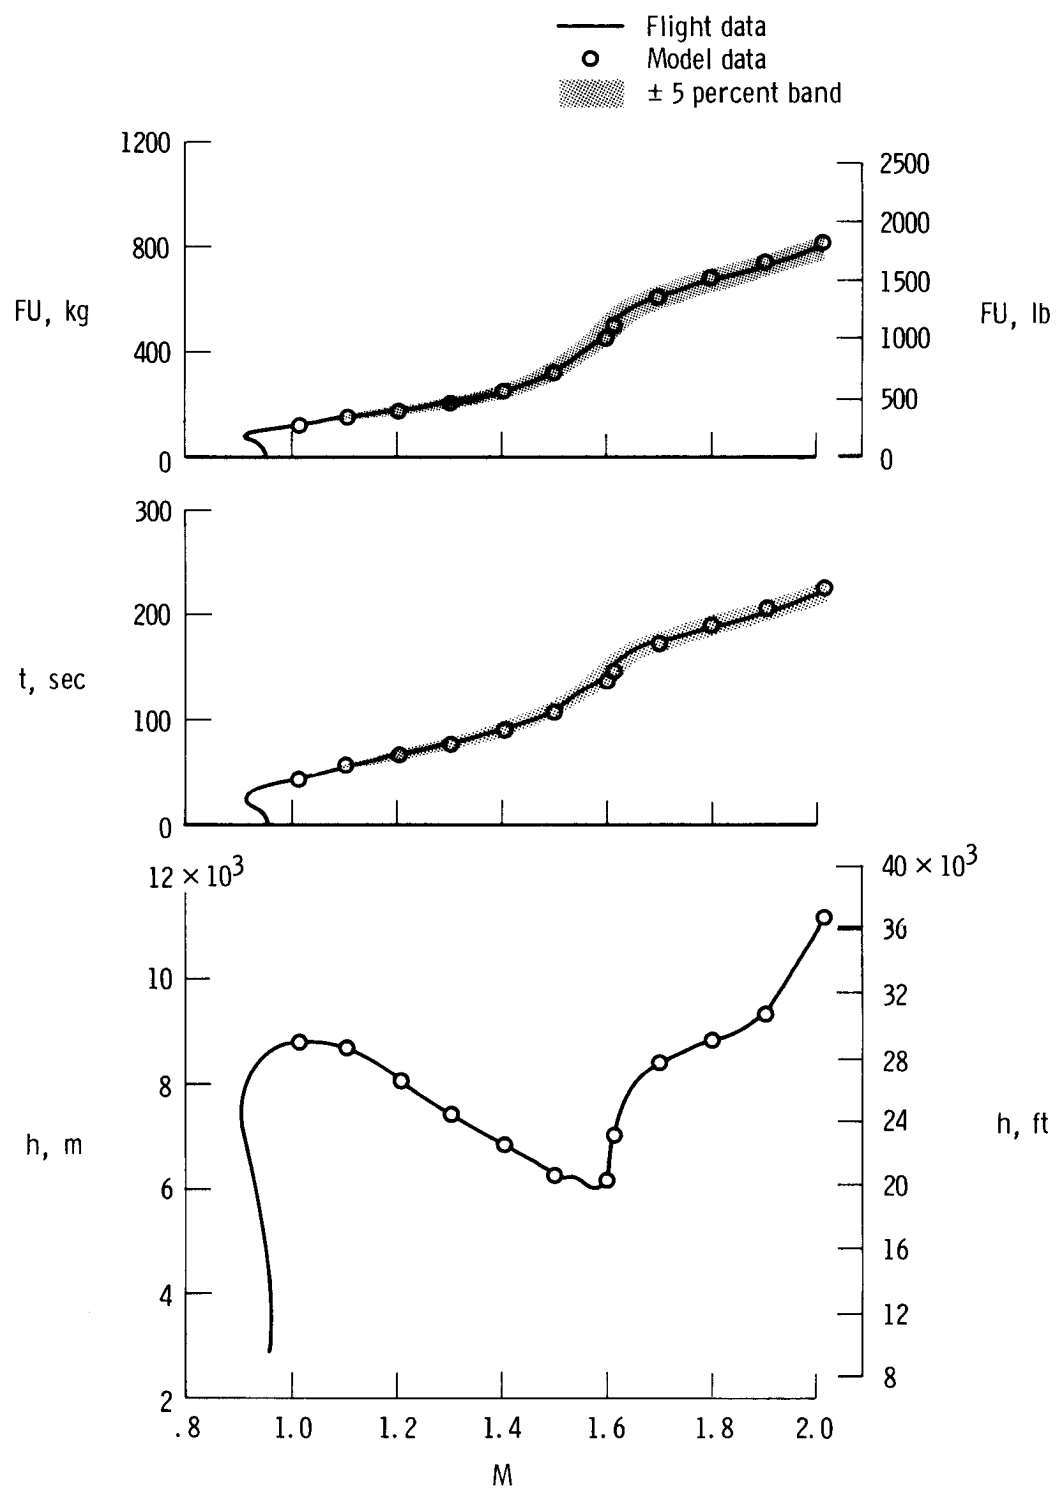 Flight data
Model data
± 5 percent band
1200
800
400
0
FU, kg
2500
2000
1500
1000
500
0
FU, lb
300
200
100
0
t, sec
12 × 10³
10
8
6
4
2
h, m
40 × 10³
36
32
28
24
20
16
12
8
h, ft
.8 1.0 1.2 1.4 1.6 1.8 2.0
M